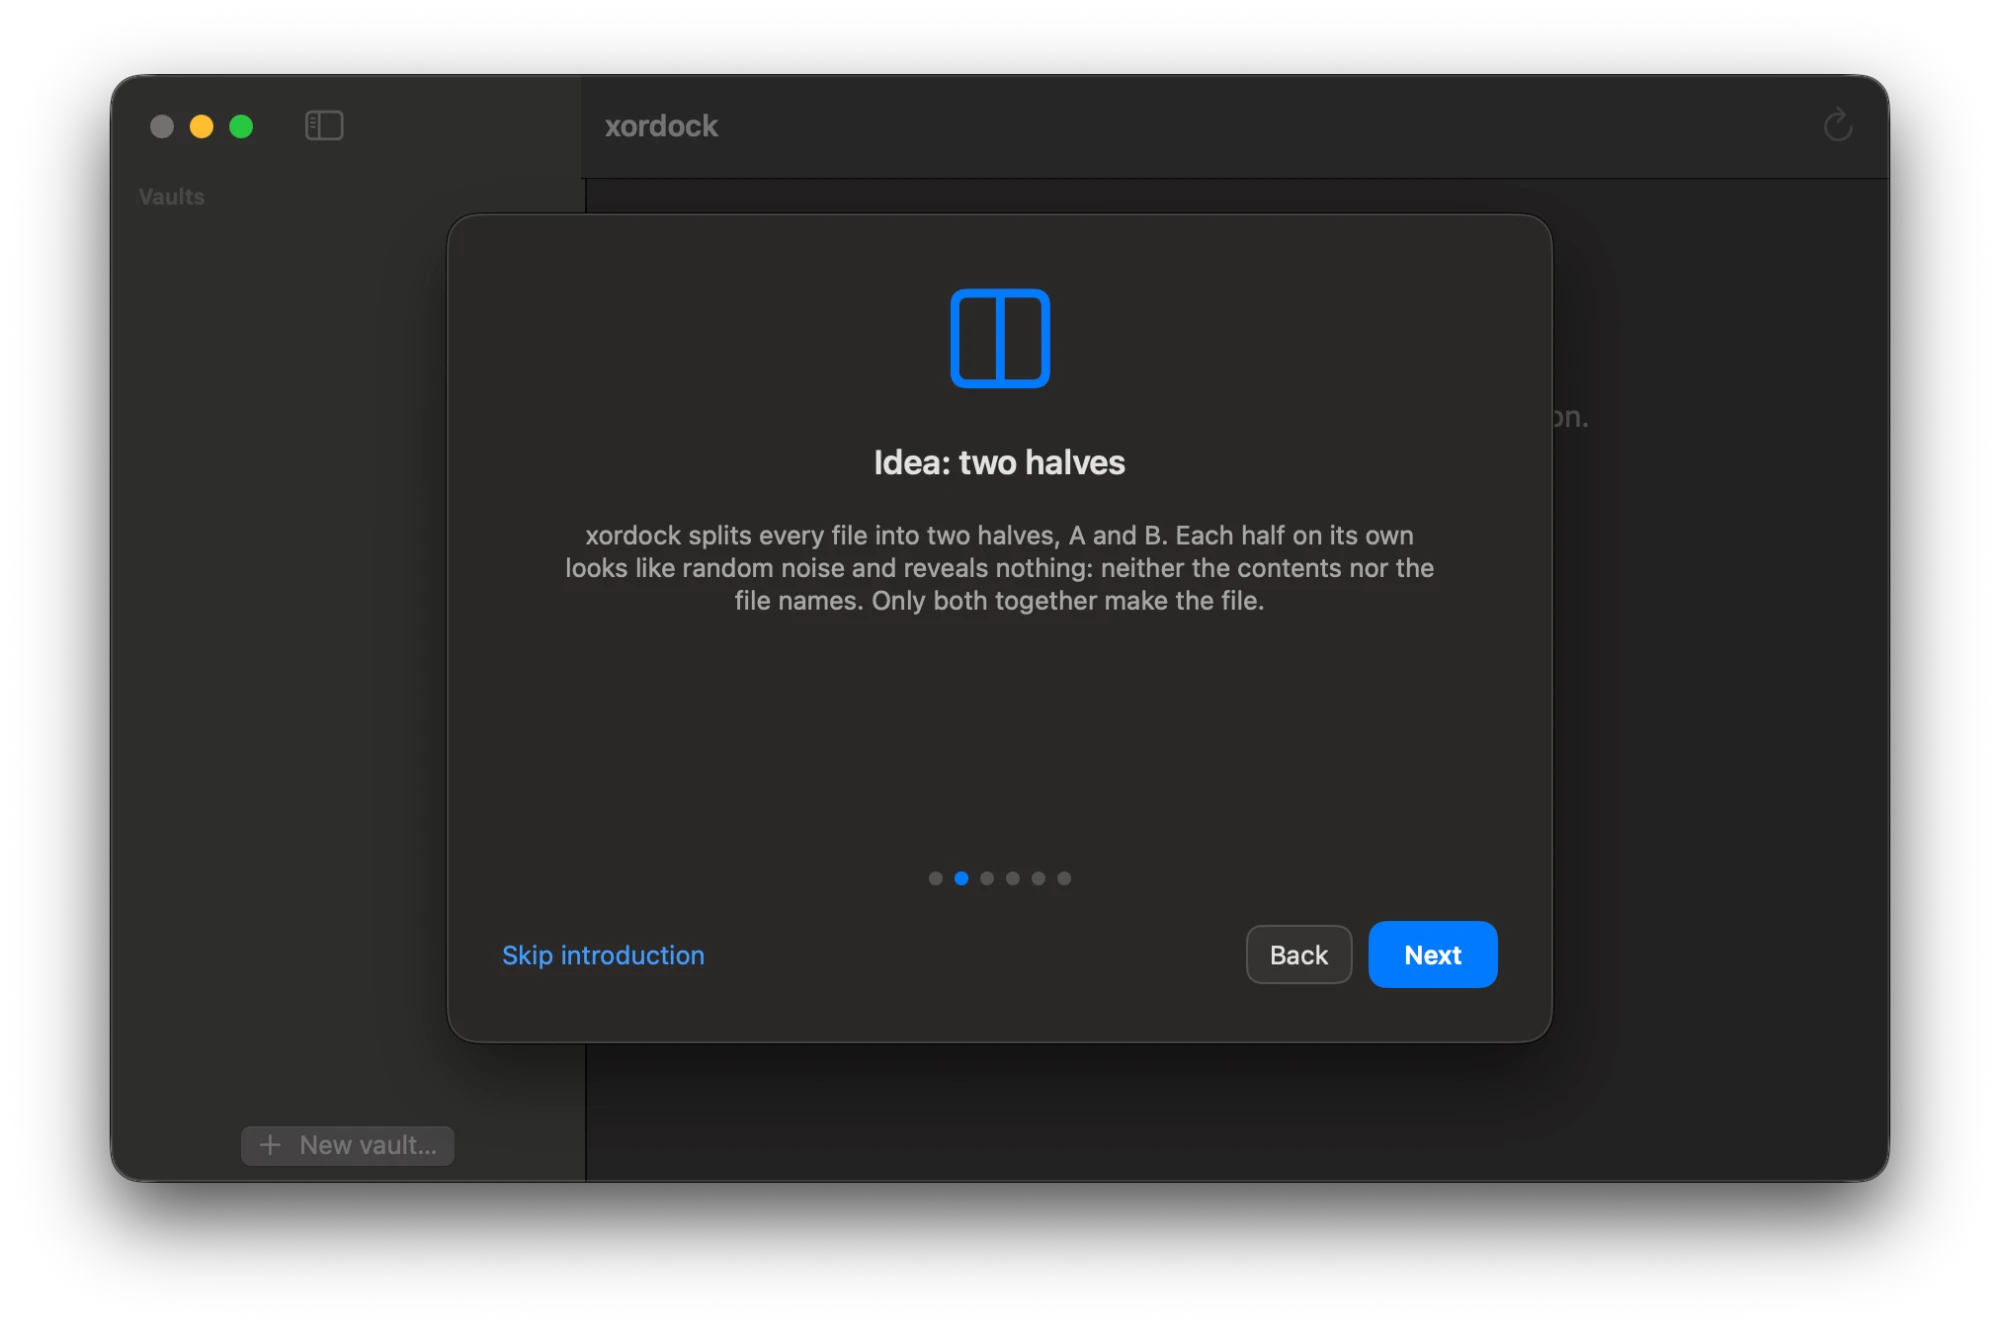 xordock
Vaults
on.
Idea: two halves
xordock splits every file into two halves, A and B. Each half on its own
looks like random noise and reveals nothing: neither the contents nor the
file names. Only both together make the file.
Skip introduction
Back
Next
New vault...